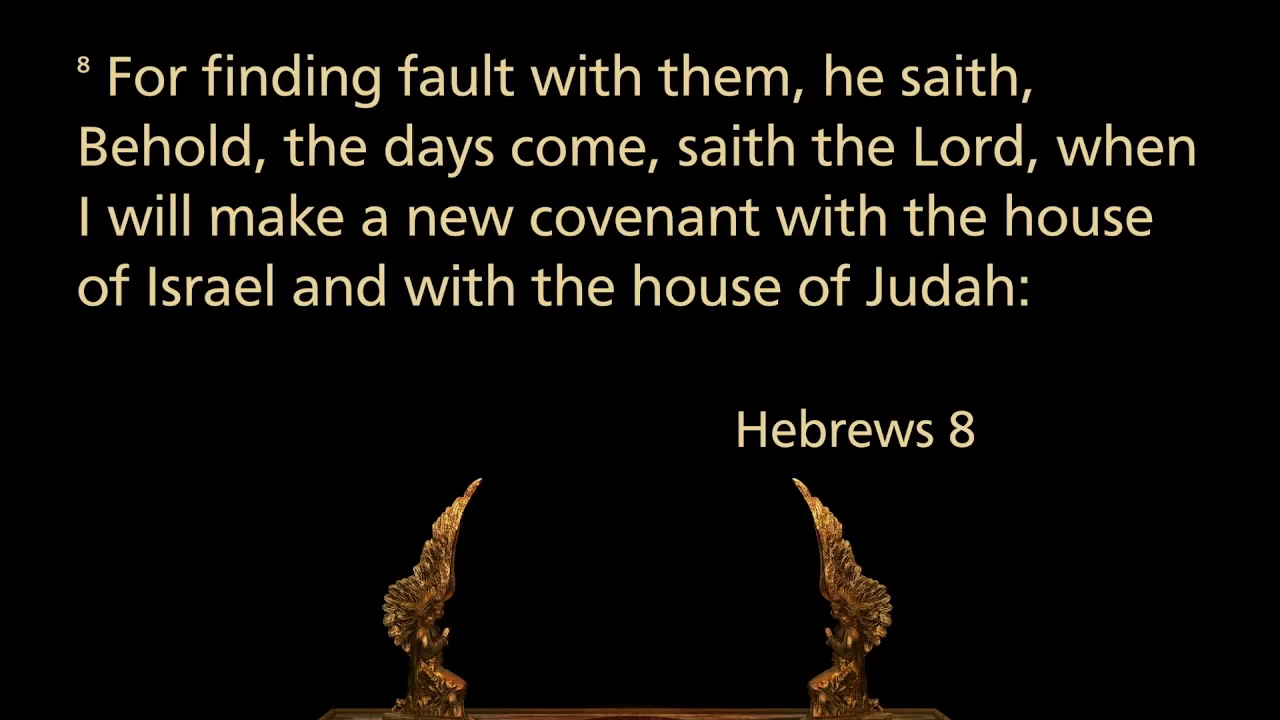 8 For finding fault with them, he saith,
Behold, the days come, saith the Lord, when
I will make a new covenant with the house
of Israel and with the house of Judah:
Hebrews 8